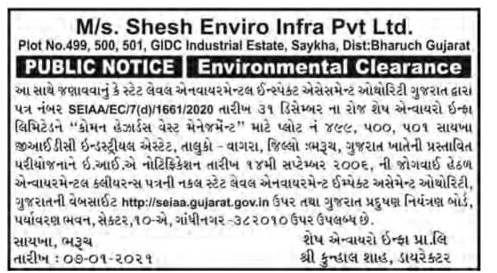 M/s. Shesh Enviro Infra Pvt Ltd.
Plot No.499, 500, 501, GIDC Industrial Estate, Saykha, Dist:Bharuch Gujarat
PUBLIC NOTICE Environmental Clearance
આ સાથે જણાવવાનું કે સ્ટેટ લેવલ એનવાયરમેન્ટલ ઈમ્પેક્ટ એસેસમેન્ટ ઓથોરિટી ગુજરાત દ્વારા
પત્ર નંબર SEIAA/EC/7(d)/1661/2020 તારીખ ૩૧ ડિસેમ્બર ના રોજ શેષ એન્વાયરો ઇન્ફ્રા
લિમિટેડને “કોમન હેઝાર્ડસ વેસ્ટ મેનેજમેન્ટ” માટે પ્લોટ નં ૪૯૯, ૫૦૦, ૫૦૧ સાયખા
જીઆઈડીસી ઇન્ડસ્ટ્રીયલ એસ્ટેટ, તાલુકો - વાગરા, જિલ્લો :ભરૂચ, ગુજરાત ખાતેની પ્રસ્તાવિત
પરીયોજનાને ઇ.આઈ.એ નોટિફિકેશન તારીખ ૧૪મી સપ્ટેમ્બર ૨૦૦૬, ની જોગવાઈ હેઠળ
એન્વાયરમેન્ટલ કલીયરન્સ પત્રની નકલ સ્ટેટ લેવલ એનવાયરમેન્ટ ઈમ્પેક્ટ અસેમેન્ટ ઓથોરિટી,
ગુજરાતની વેબસાઈટ http://seiaa.gujarat.gov.in ઉપર તથા ગુજરાત પ્રદુષણ નિયંત્રણ બોર્ડ,
પર્યાવરણ ભવન, સેક્ટર,૧૦-એ, ગાંધીનગર -૩૮૨૦૧૦ ઉપર ઉપલબ્ધ છે.
સાયખા, ભરૂચ શેષ એન્વાયરો ઇન્ફ્રા પ્રા.લિ
તારીખ : ૦૭-૦૧-૨૦૨૧ શ્રી કુન્હાલ શાહ, ડાયરેક્ટર